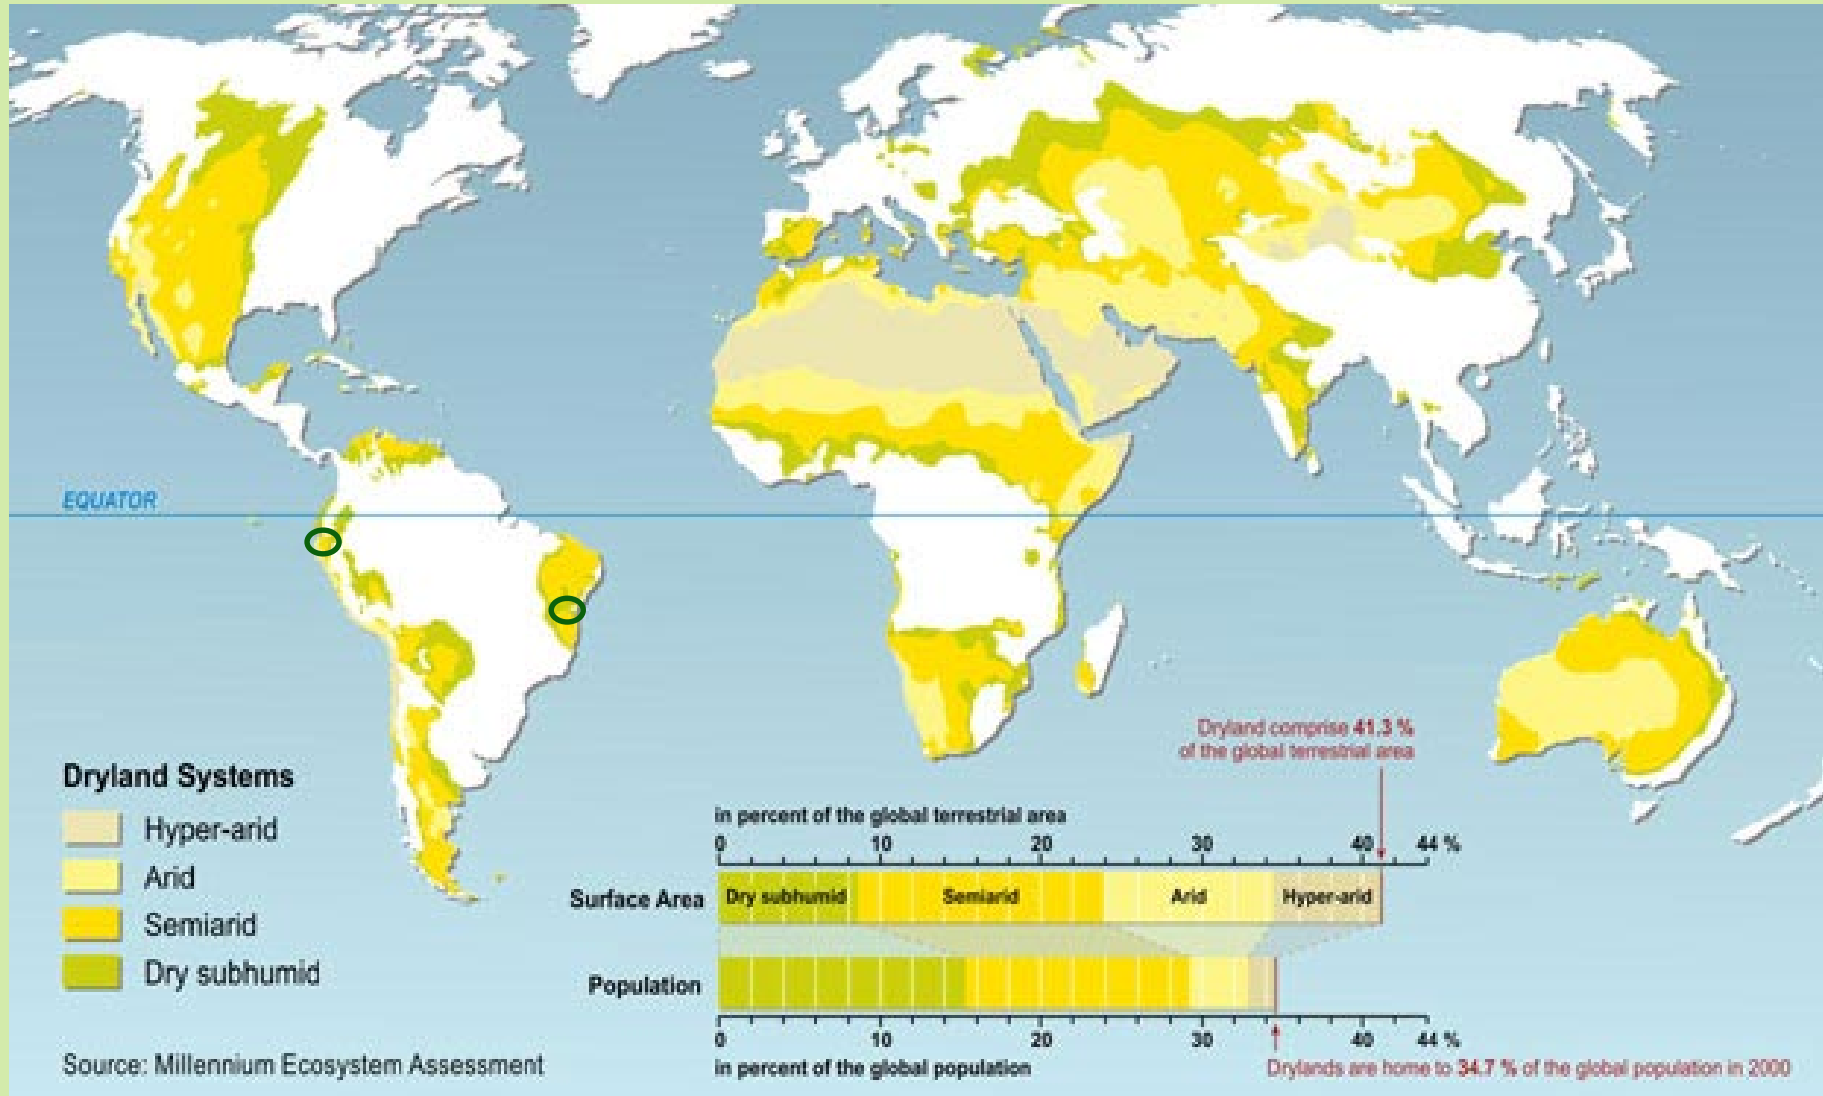 EQUATOR
Dryland comprise 41.3 %
of the global terrestrial area
Dryland Systems
Hyper-arid
Arid
Semiarid
Dry subhumid
Source: Millennium Ecosystem Assessment
in percent of the global terrestrial area
0 10 20 30 40 44 %
Surface Area Dry subhumid Semiarid Arid Hyper-arid
Population
0 10 20 30 40 44 %
in percent of the global population
Drylands are home to 34.7 % of the global population in 2000